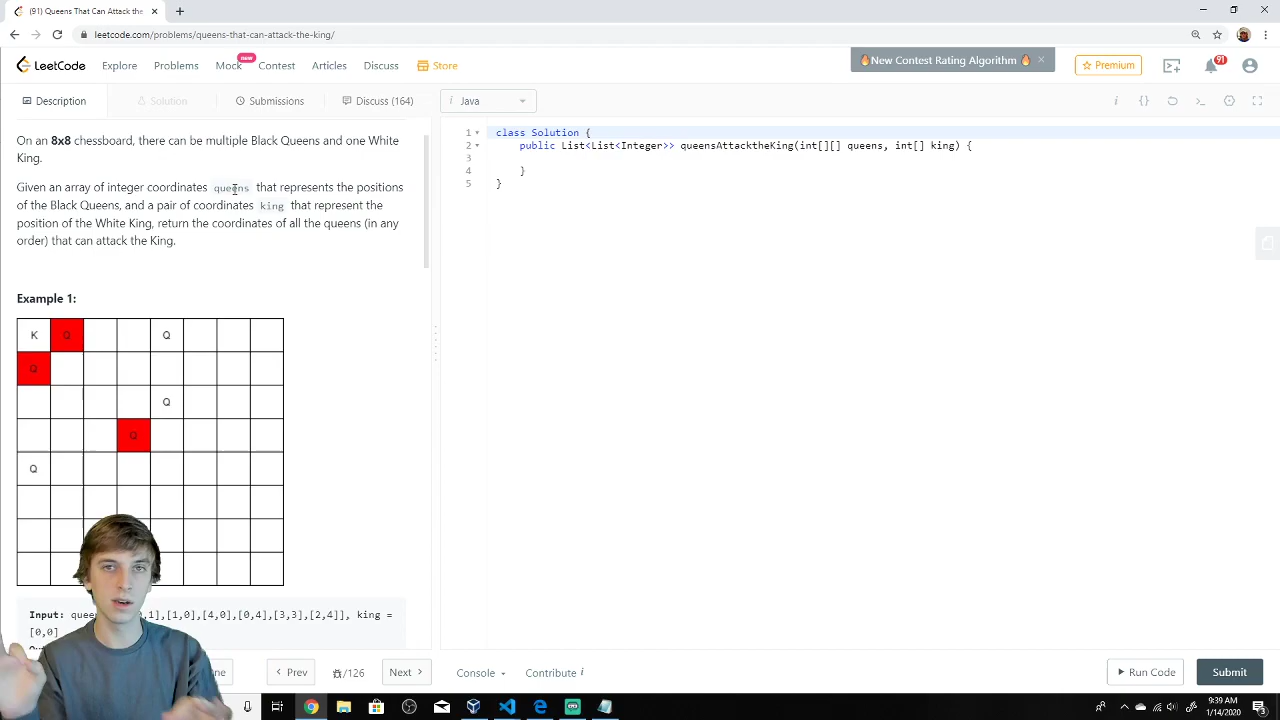 (91) Queens That Can Attack the
leetcode.com/problems/queens-that-can-attack-the-king/
LeetCode Explore Problems Mock new Contest Articles Discuss Store
🔥New Contest Rating Algorithm 🔥 ×
Premium
91
Description Solution Submissions Discuss (164)
i Java
On an 8x8 chessboard, there can be multiple Black Queens and one White
King.
Given an array of integer coordinates queens that represents the positions
of the Black Queens, and a pair of coordinates king that represent the
position of the White King, return the coordinates of all the queens (in any
order) that can attack the King.
Example 1:
K Q Q
Q
Q
Q
Q
Input: ,1],[1,0],[4,0],[0,4],[3,3],[2,4]], king =
[0,0]
1 class Solution {
2 public List<List<Integer>> queensAttacktheKing(int[][] queens, int[] king) {
3
4 }
5 }
< Prev /126 Next >
Console Contribute i
Run Code Submit
9:39 AM
1/14/2020